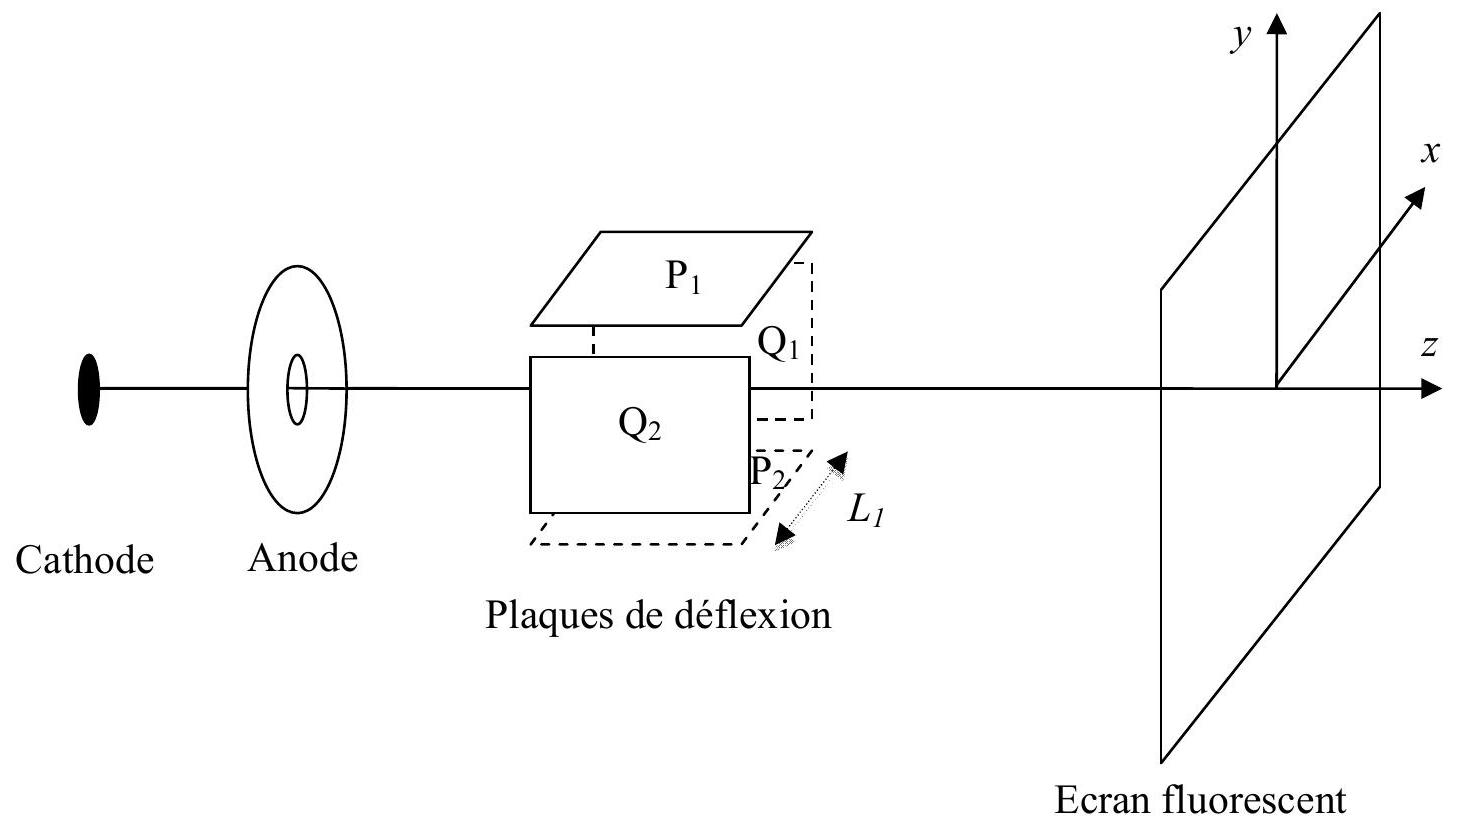 y
x
P₁
Q₁
z
Q₂
P₂
L₁
Cathode
Anode
Plaques de déflexion
Ecran fluorescent